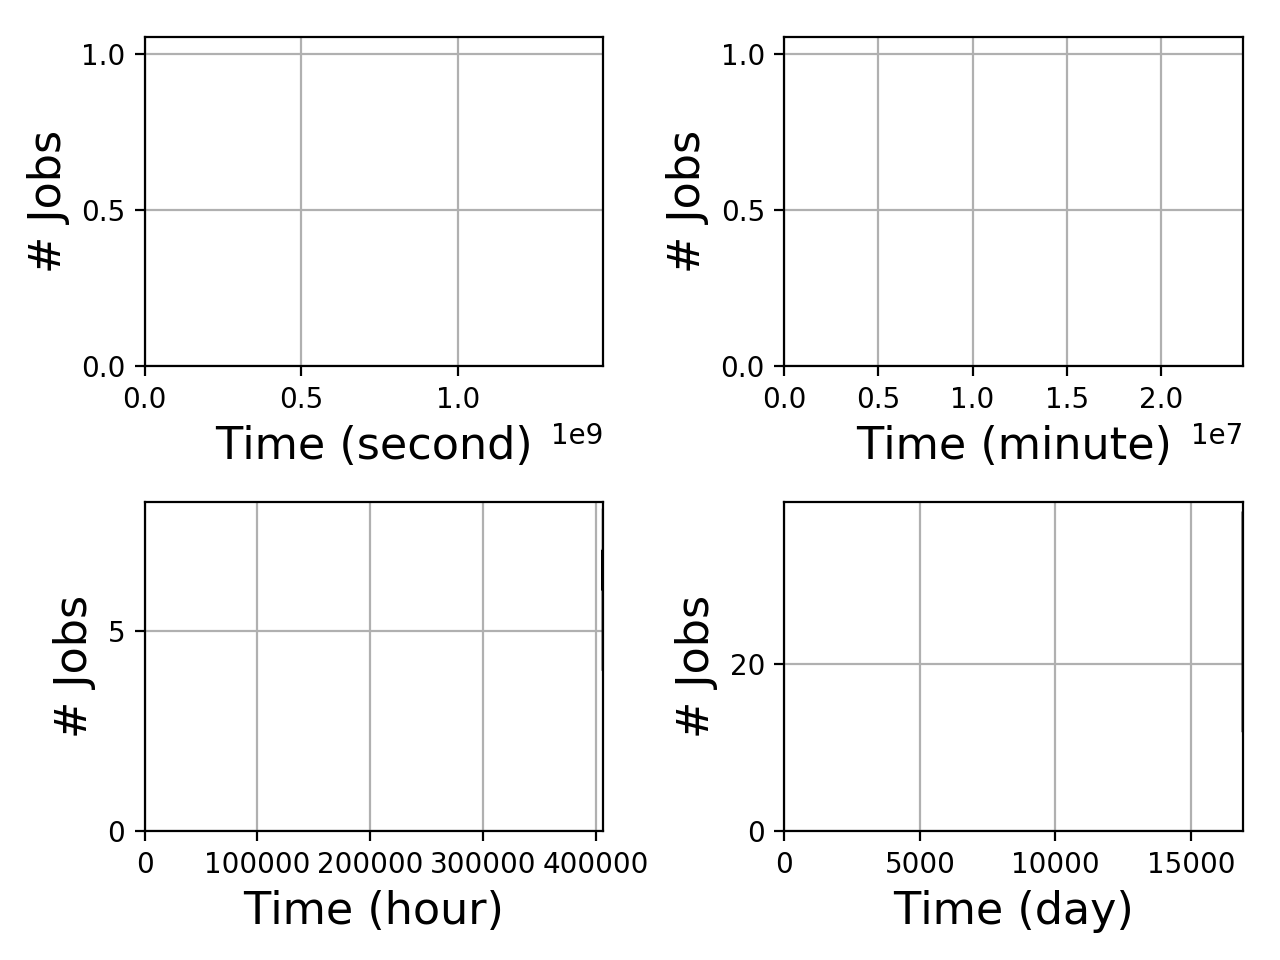 1.0
0.5
0.0
# Jobs
0.0 0.5 1.0
Time (second) 1e9
1.0
0.5
0.0
# Jobs
0.0 0.5 1.0 1.5 2.0
Time (minute) 1e7
5
0
# Jobs
0 100000 200000 300000 400000
Time (hour)
20
0
# Jobs
0 5000 10000 15000
Time (day)